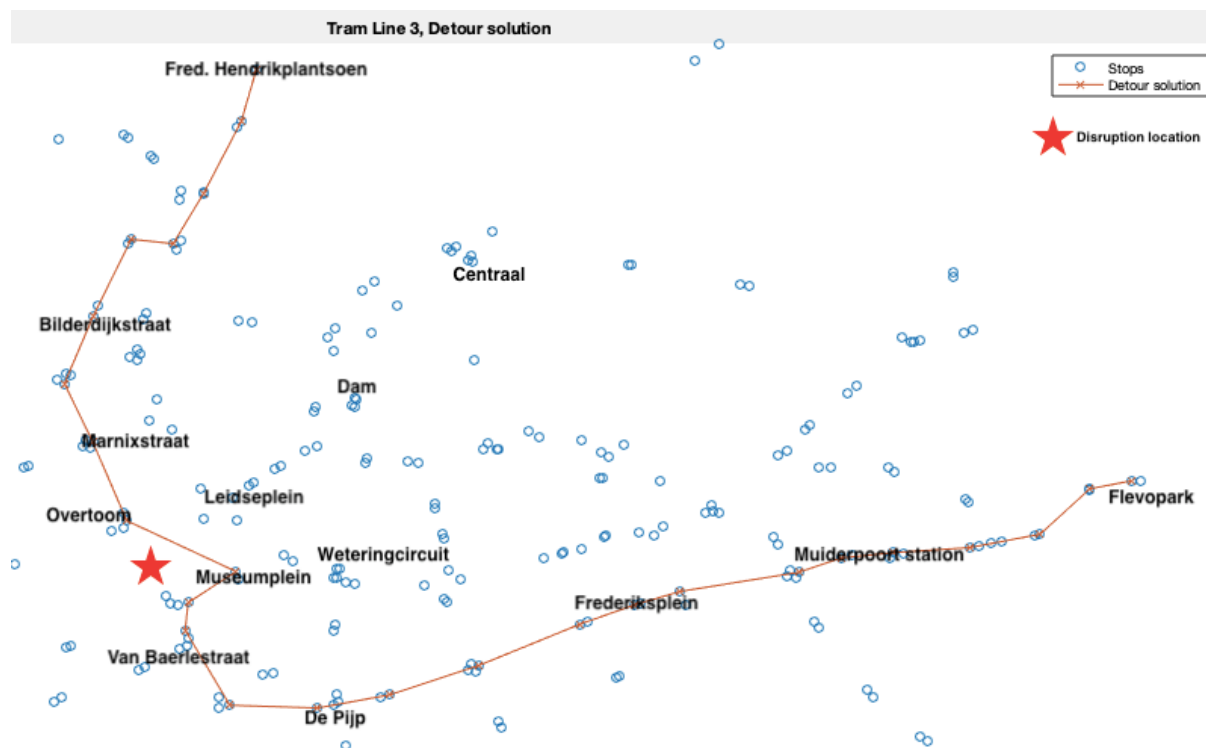 Tram Line 3, Detour solution
Fred. Hendrikplantsoen
Stops
Detour solution
Disruption location
Centraal
Bilderdijkstraat
Dam
Marnixstraat
Leidseplein
Flevopark
Overtoom
Weteringcircuit
Muiderpoort station
Museumplein
Frederiksplein
Van Baerlestraat
De Pijp